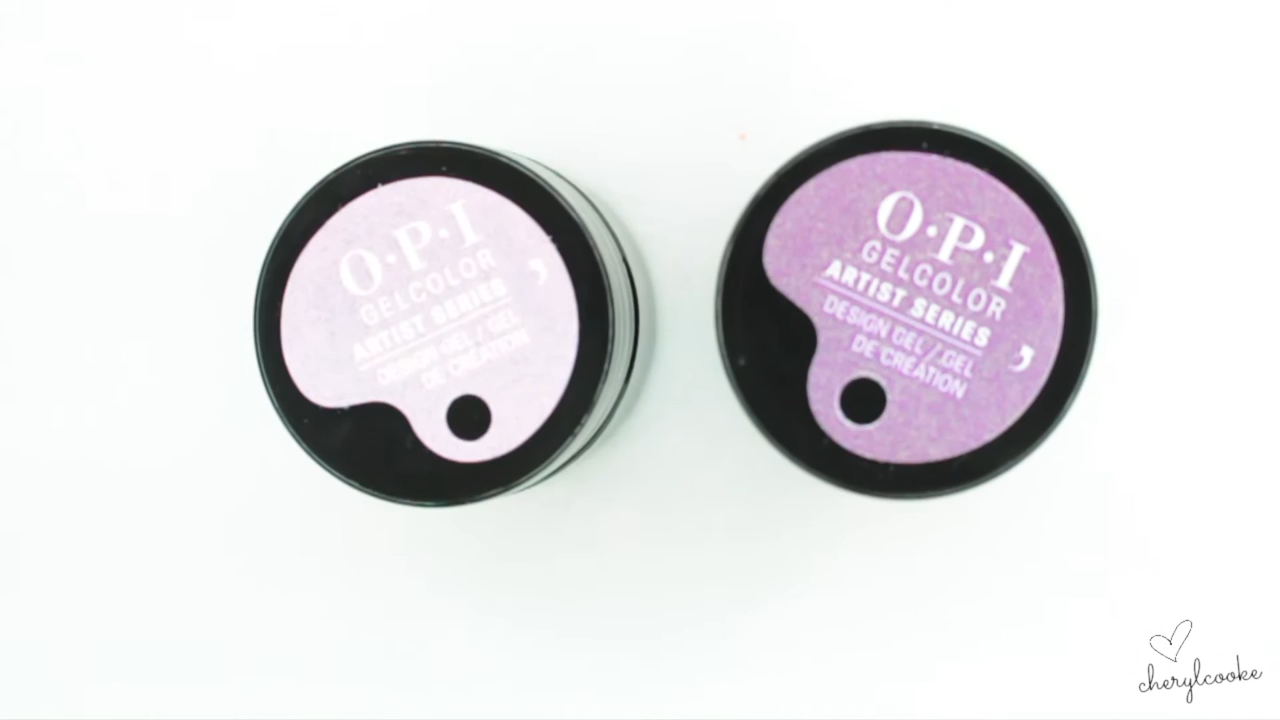 O·P·I
GELCOLOR
ARTIST SERIES
DESIGN GEL / GEL
DE CRÉATION
O·P·I
GELCOLOR
ARTIST SERIES
DESIGN GEL / GEL
DE CRÉATION
cherylcooke